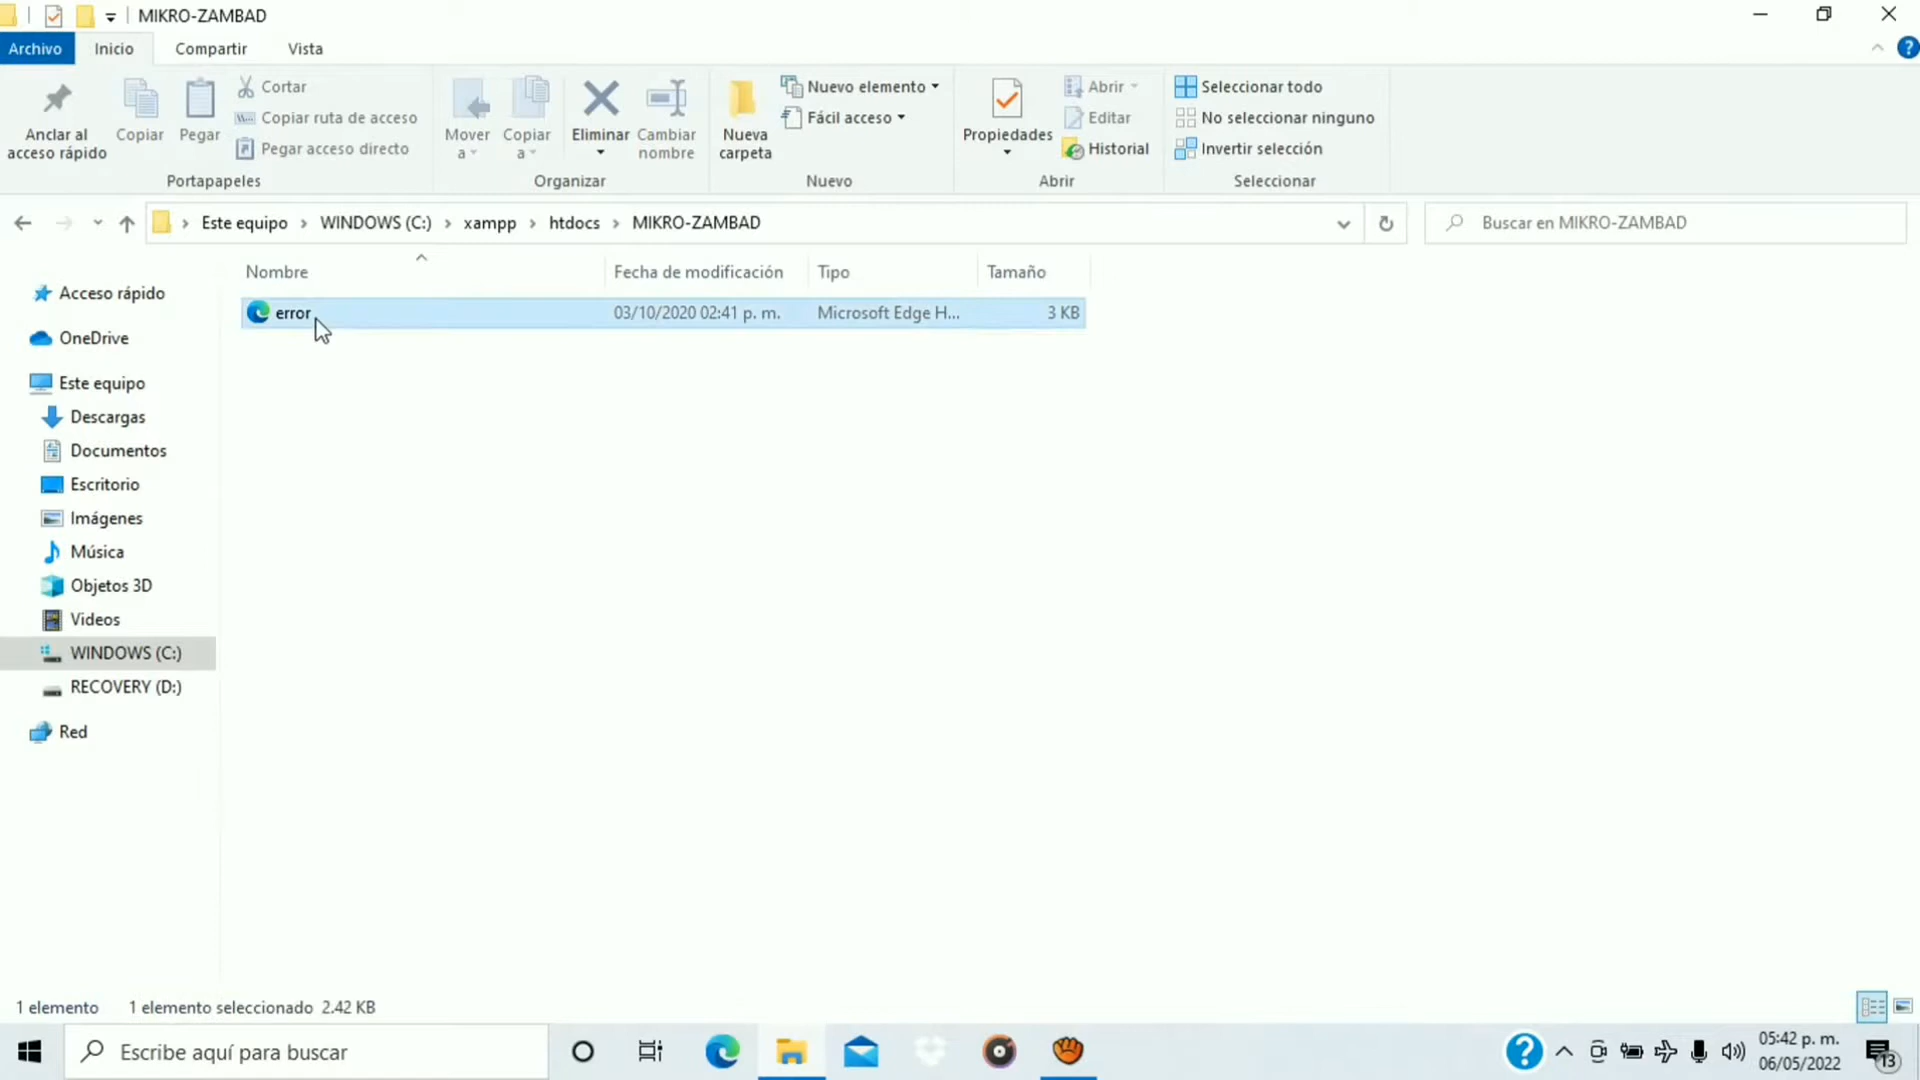 MIKRO-ZAMBAD
Archivo Inicio Compartir Vista
Anclar al
acceso rápido
Copiar
Pegar
Cortar
Copiar ruta de acceso
Pegar acceso directo
Portapapeles
Mover
a
Copiar
a
Eliminar
Cambiar
nombre
Organizar
Nueva
carpeta
Nuevo elemento
Fácil acceso
Nuevo
Propiedades
Abrir
Editar
Historial
Abrir
Seleccionar todo
No seleccionar ninguno
Invertir selección
Seleccionar
Este equipo > WINDOWS (C:) > xampp > htdocs > MIKRO-ZAMBAD
Buscar en MIKRO-ZAMBAD
Nombre Fecha de modificación Tipo Tamaño
error 03/10/2020 02:41 p. m. Microsoft Edge H... 3 KB
Acceso rápido
OneDrive
Este equipo
Descargas
Documentos
Escritorio
Imágenes
Música
Objetos 3D
Videos
WINDOWS (C:)
RECOVERY (D:)
Red
1 elemento 1 elemento seleccionado 2.42 KB
Escribe aquí para buscar
05:42 p. m.
06/05/2022
13